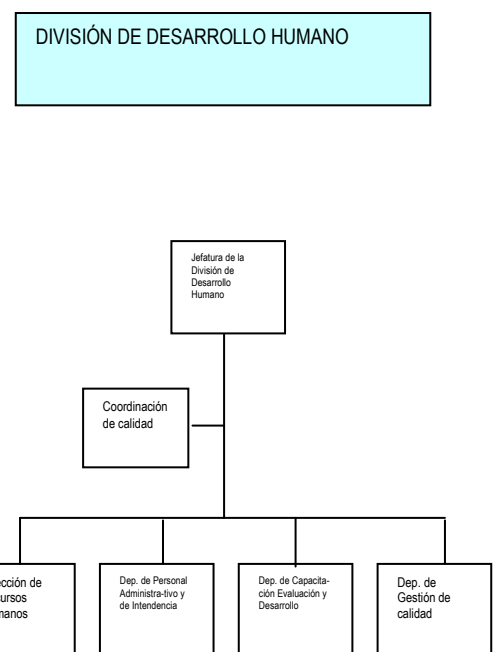 DIVISIÓN DE DESARROLLO HUMANO
Jefatura de la
División de
Desarrollo
Humano
Coordinación
de calidad
de
Dep. de Personal
Administra-tivo y
de Intendencia
Dep. de Capacita-
ción Evaluación y
Desarrollo
Dep. de
Gestión de
calidad